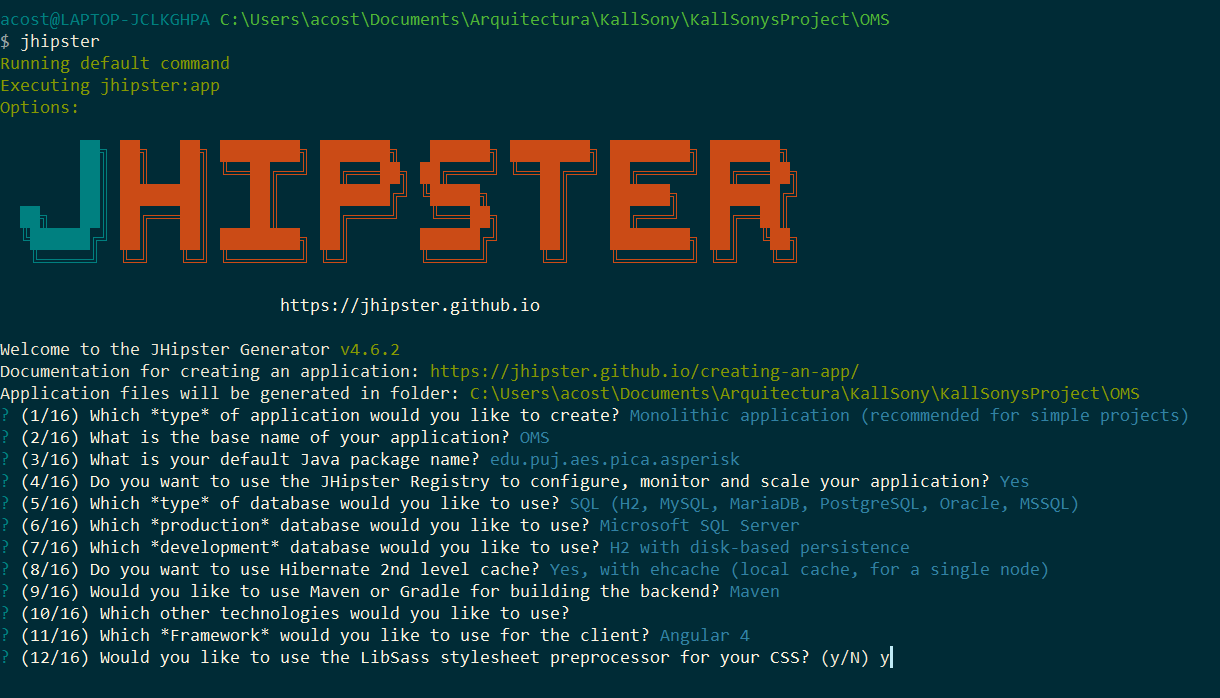 acost@LAPTOP-JCLKGHPA C:\Users\acost\Documents\Arquitectura\KallSony\KallSonysProject\OMS
$ jhipster
Running default command
Executing jhipster:app
Options:
JHIPSTER
https://jhipster.github.io
Welcome to the JHipster Generator v4.6.2
Documentation for creating an application: https://jhipster.github.io/creating-an-app/
Application files will be generated in folder: C:\Users\acost\Documents\Arquitectura\KallSony\KallSonysProject\OMS
? (1/16) Which *type* of application would you like to create? Monolithic application (recommended for simple projects)
? (2/16) What is the base name of your application? OMS
? (3/16) What is your default Java package name? edu.puj.aes.pica.asperisk
? (4/16) Do you want to use the JHipster Registry to configure, monitor and scale your application? Yes
? (5/16) Which *type* of database would you like to use? SQL (H2, MySQL, MariaDB, PostgreSQL, Oracle, MSSQL)
? (6/16) Which *production* database would you like to use? Microsoft SQL Server
? (7/16) Which *development* database would you like to use? H2 with disk-based persistence
? (8/16) Do you want to use Hibernate 2nd level cache? Yes, with ehcache (local cache, for a single node)
? (9/16) Would you like to use Maven or Gradle for building the backend? Maven
? (10/16) Which other technologies would you like to use?
? (11/16) Which *Framework* would you like to use for the client? Angular 4
? (12/16) Would you like to use the LibSass stylesheet preprocessor for your CSS? (y/N) y